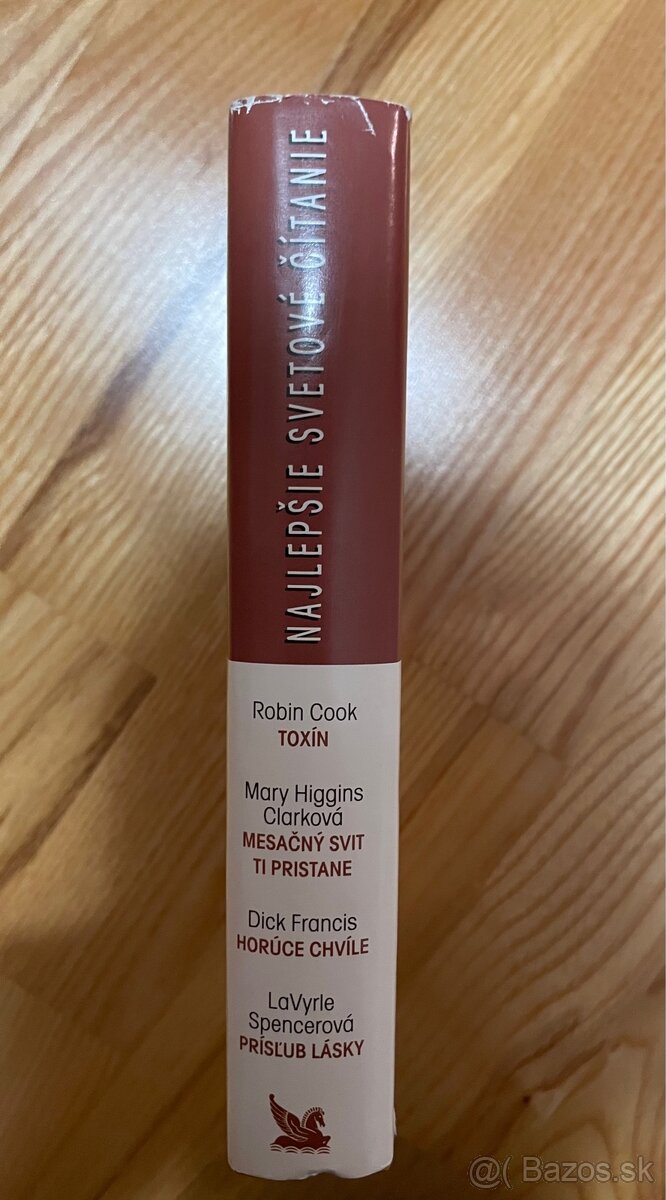 NAJLEPŠIE SVETOVÉ ČÍTANIE
Robin Cook
TOXÍN
Mary Higgins
Clarková
MESAČNÝ SVIT
TI PRISTANE
Dick Francis
HORÚCE CHVÍLE
LaVyrle
Spencerová
PRÍSĽUB LÁSKY
@( Bazos.sk